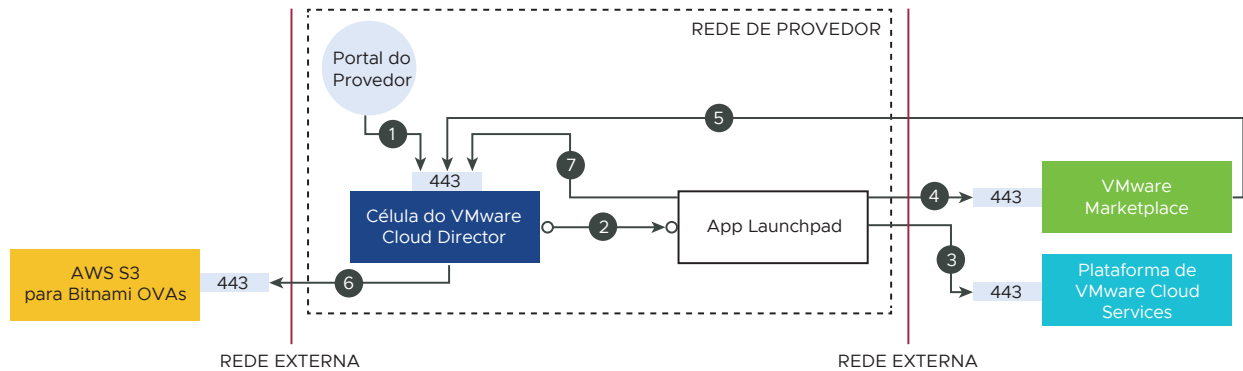 REDE DE PROVEDOR
Portal do
Provedor
1
5
7
443
Célula do VMware
Cloud Director
2
App Launchpad
4
443
VMware
Marketplace
3
443
Plataforma de
VMware Cloud
Services
AWS S3
para Bitnami OVAs
443
6
REDE EXTERNA
REDE EXTERNA